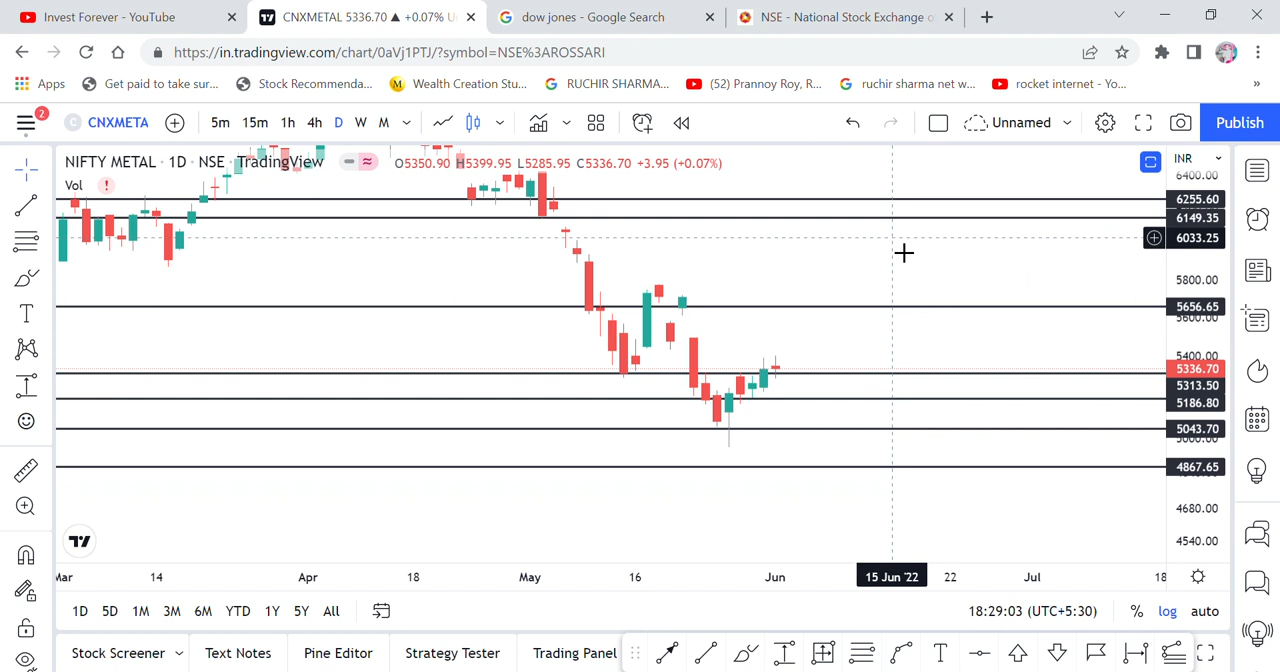 Invest Forever - YouTube
CNXMETAL 5336.70 ▲ +0.07% U
dow jones - Google Search
NSE - National Stock Exchange o
https://in.tradingview.com/chart/0aVj1PTJ/?symbol=NSE%3AROSSARI
Apps
Get paid to take sur...
Stock Recommenda...
Wealth Creation Stu...
RUCHIR SHARMA...
(52) Prannoy Roy, R...
ruchir sharma net w...
rocket internet - Yo...
»
2
C CNXMETA
5m 15m 1h 4h D W M
Unnamed
Publish
NIFTY METAL · 1D · NSE · TradingView
O5350.90 H5399.95 L5285.95 C5336.70 +3.95 (+0.07%)
INR
Vol
6400.00
6255.60
6149.35
6033.25
5800.00
5656.65
5600.00
5400.00
5336.70
5313.50
5186.80
5043.70
5000.00
4867.65
4680.00
4540.00
Mar 14 Apr 18 May 16 Jun 15 Jun '22 22 Jul 18
1D 5D 1M 3M 6M YTD 1Y 5Y All
18:29:03 (UTC+5:30)
% log auto
Stock Screener
Text Notes
Pine Editor
Strategy Tester
Trading Panel